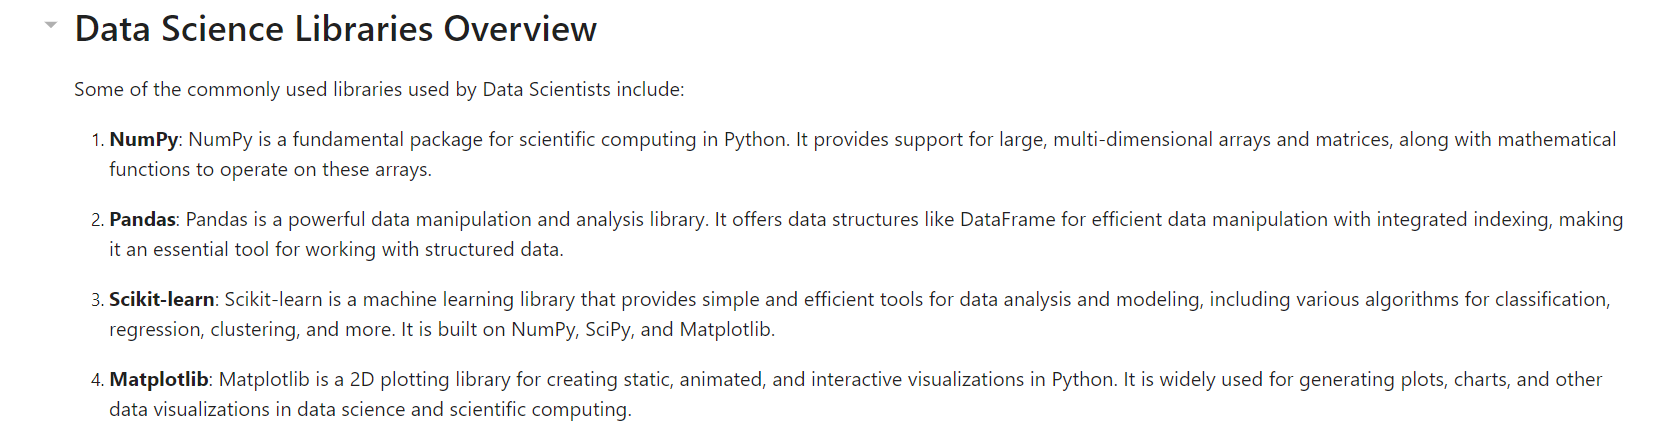 Data Science Libraries Overview
Some of the commonly used libraries used by Data Scientists include:
1. NumPy: NumPy is a fundamental package for scientific computing in Python. It provides support for large, multi-dimensional arrays and matrices, along with mathematical
functions to operate on these arrays.
2. Pandas: Pandas is a powerful data manipulation and analysis library. It offers data structures like DataFrame for efficient data manipulation with integrated indexing, making
it an essential tool for working with structured data.
3. Scikit-learn: Scikit-learn is a machine learning library that provides simple and efficient tools for data analysis and modeling, including various algorithms for classification,
regression, clustering, and more. It is built on NumPy, SciPy, and Matplotlib.
4. Matplotlib: Matplotlib is a 2D plotting library for creating static, animated, and interactive visualizations in Python. It is widely used for generating plots, charts, and other
data visualizations in data science and scientific computing.